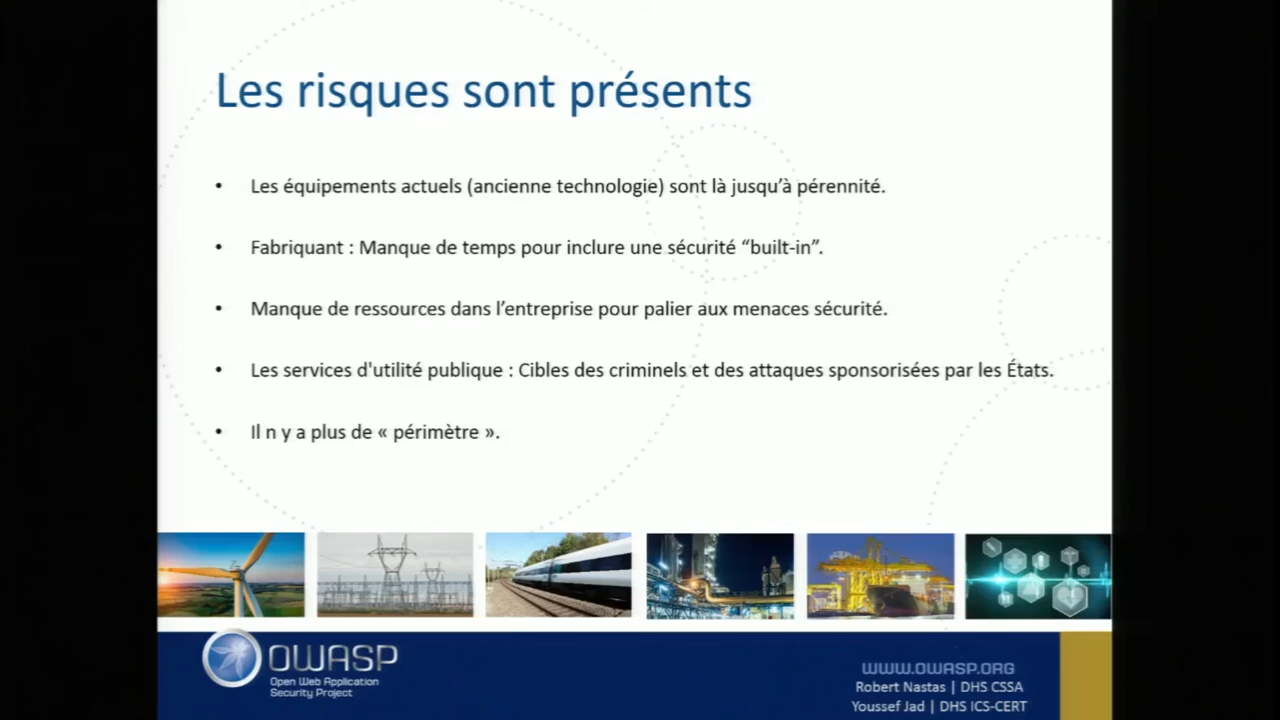 Les risques sont présents
• Les équipements actuels (ancienne technologie) sont là jusqu’à pérennité.
• Fabriquant : Manque de temps pour inclure une sécurité “built-in”.
• Manque de ressources dans l’entreprise pour palier aux menaces sécurité.
• Les services d'utilité publique : Cibles des criminels et des attaques sponsorisées par les États.
• Il n y a plus de « périmètre ».
OWASP
Open Web Application
Security Project
WWW.OWASP.ORG
Robert Nastas | DHS CSSA
Youssef Jad | DHS ICS-CERT